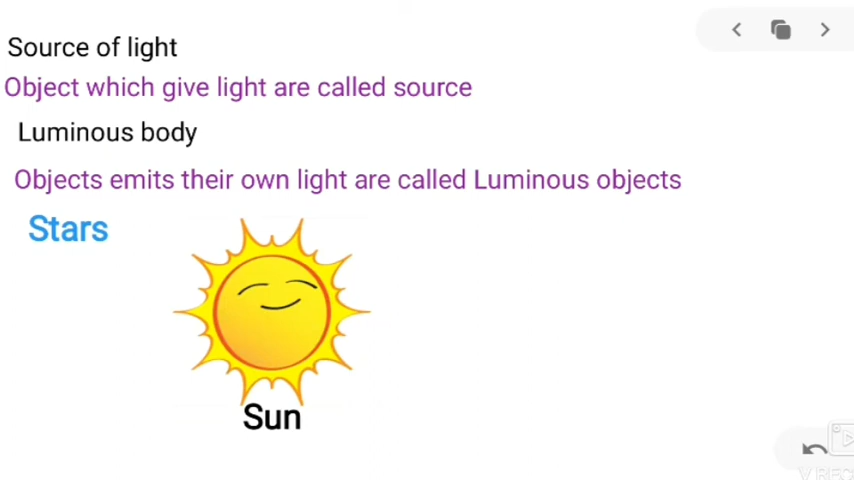 Source of light
Object which give light are called source
Luminous body
Objects emits their own light are called Luminous objects
Stars
Sun